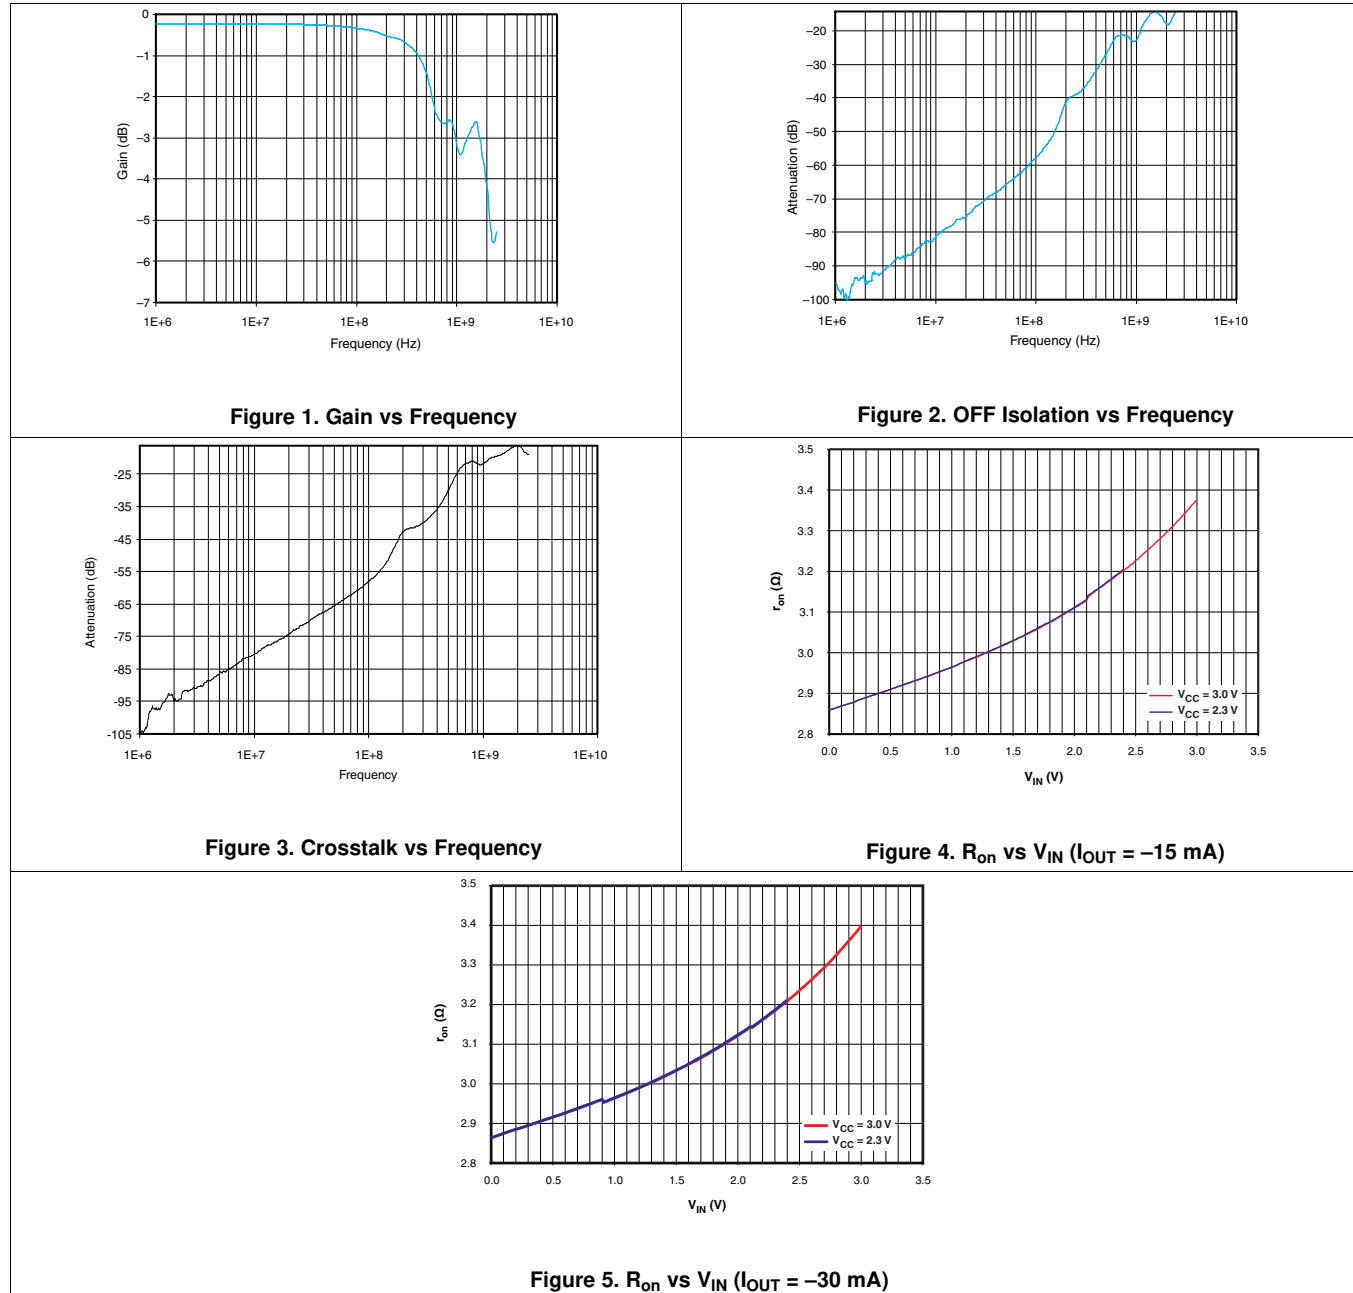 0
–1
–2
–3
–4
–5
–6
–7
Gain (dB)
1E+6 1E+7 1E+8 1E+9 1E+10
Frequency (Hz)
Figure 1. Gain vs Frequency
–20
–30
–40
–50
–60
–70
–80
–90
–100
Attenuation (dB)
1E+6 1E+7 1E+8 1E+9 1E+10
Frequency (Hz)
Figure 2. OFF Isolation vs Frequency
-25
-35
-45
-55
-65
-75
-85
-95
-105
Attenuation (dB)
1E+6 1E+7 1E+8 1E+9 1E+10
Frequency
Figure 3. Crosstalk vs Frequency
3.5
3.4
3.3
3.2
3.1
3.0
2.9
2.8
ron (Ω)
VCC = 3.0 V
VCC = 2.3 V
0.0 0.5 1.0 1.5 2.0 2.5 3.0 3.5
VIN (V)
Figure 4. Ron vs VIN (IOUT = –15 mA)
3.5
3.4
3.3
3.2
3.1
3.0
2.9
2.8
ron (Ω)
VCC = 3.0 V
VCC = 2.3 V
0.0 0.5 1.0 1.5 2.0 2.5 3.0 3.5
VIN (V)
Figure 5. Ron vs VIN (IOUT = –30 mA)